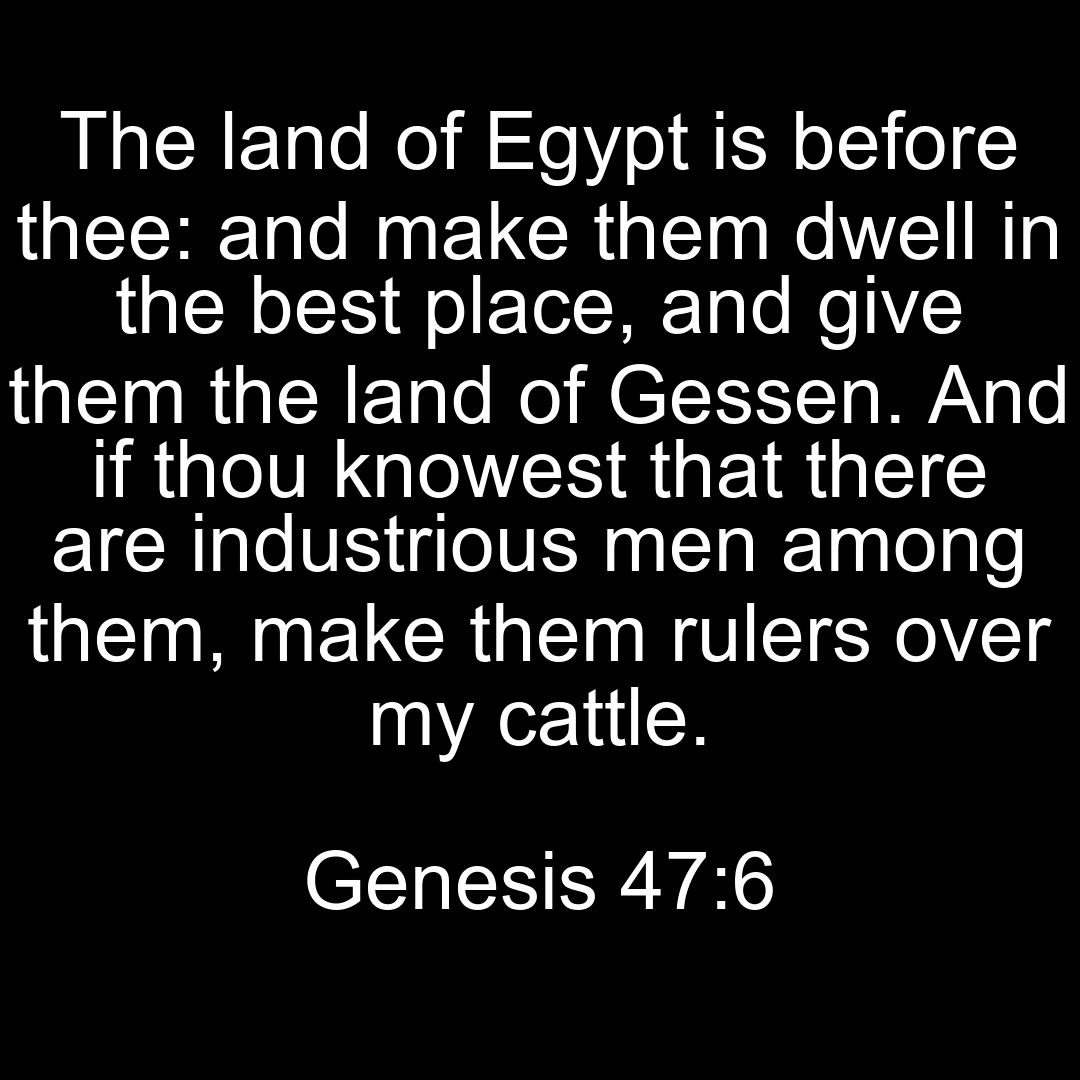 The land of Egypt is before
thee: and make them dwell in
the best place, and give
them the land of Gessen. And
if thou knowest that there
are industrious men among
them, make them rulers over
my cattle.
Genesis 47:6